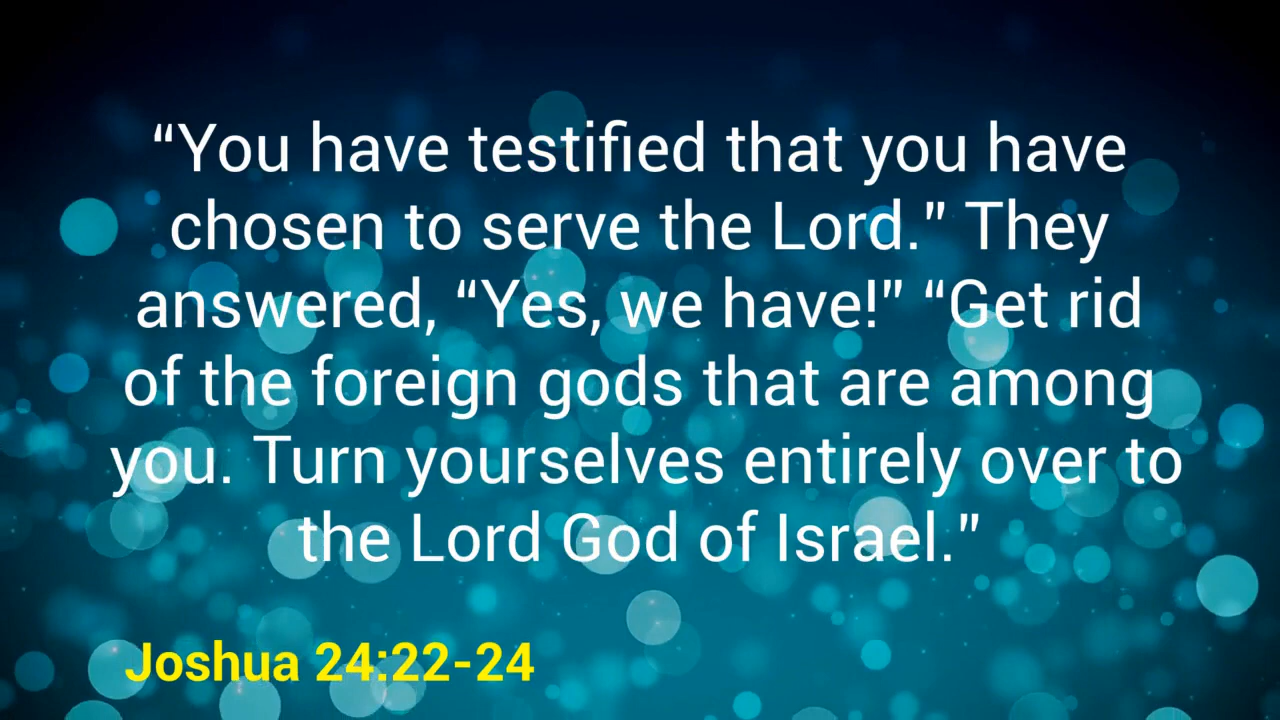 “You have testified that you have
chosen to serve the Lord.” They
answered, “Yes, we have!” “Get rid
of the foreign gods that are among
you. Turn yourselves entirely over to
the Lord God of Israel.”
Joshua 24:22-24